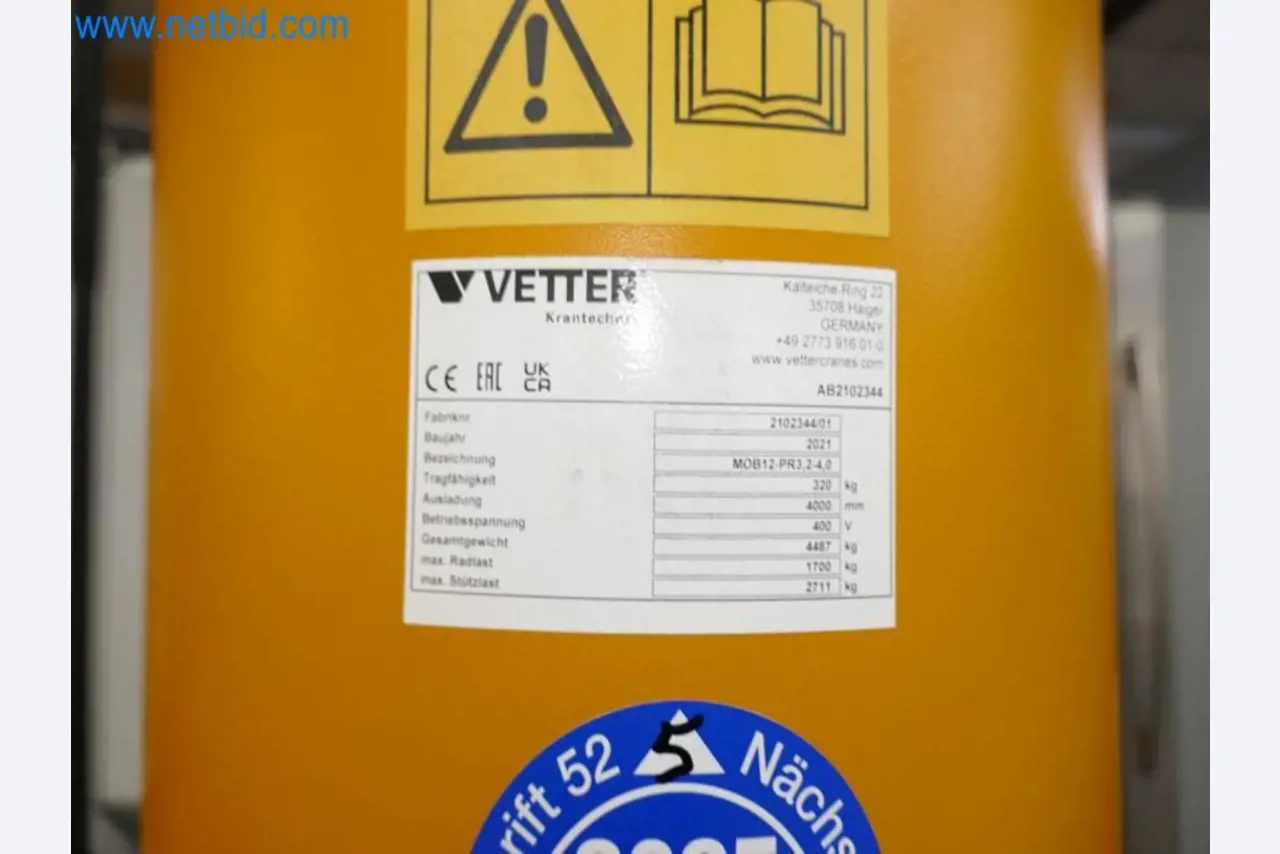 www.netbid.com
VETTER
Krantechn
Kalteiche-Ring 22
35708 Haiger
GERMANY
+49 2773 916 01-0
www.vettercranes.com
CE EAC UK
CA
AB2102344
Fabriknr 2102344/01
Baujahr 2021
Bezeichnung MOB12-PR3,2-4,0
Tragfähigkeit 320 kg
Ausladung 4000 mm
Betriebsspannung 400 V
Gesamtgewicht 4487 kg
max. Radlast 1700 kg
max. Stützlast 2711 kg
rift 52 5 Nächs